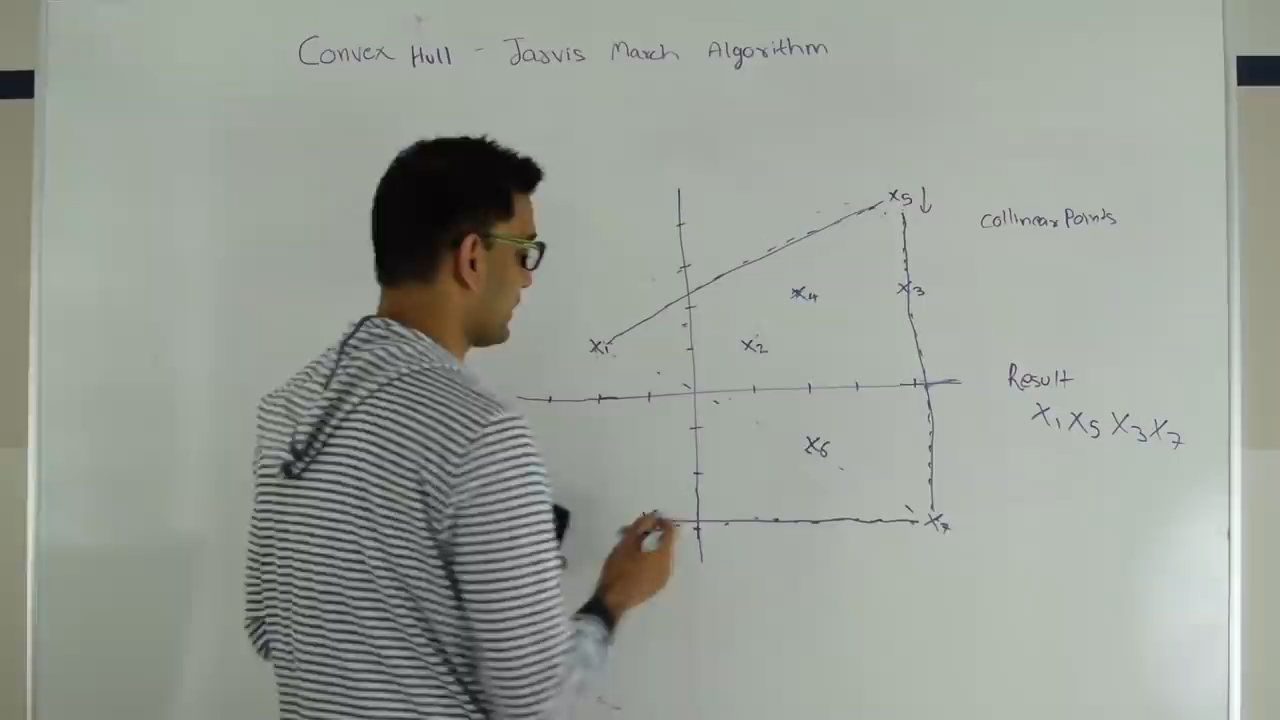 Convex Hull - Jarvis March Algorithm
X5 ↓
Collinear Points
X4
X3
X1
X2
Result
X1 X5 X3 X7
X6
X7